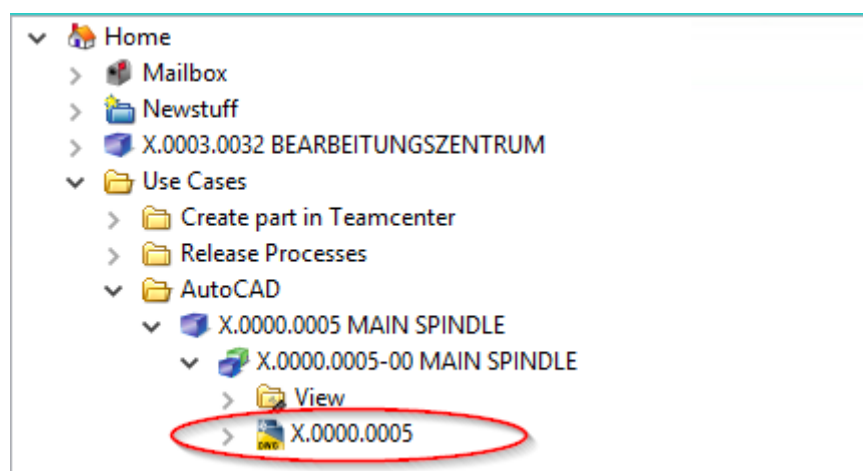 Home
Mailbox
Newstuff
X.0003.0032 BEARBEITUNGSZENTRUM
Use Cases
Create part in Teamcenter
Release Processes
AutoCAD
X.0000.0005 MAIN SPINDLE
X.0000.0005-00 MAIN SPINDLE
View
DWG X.0000.0005